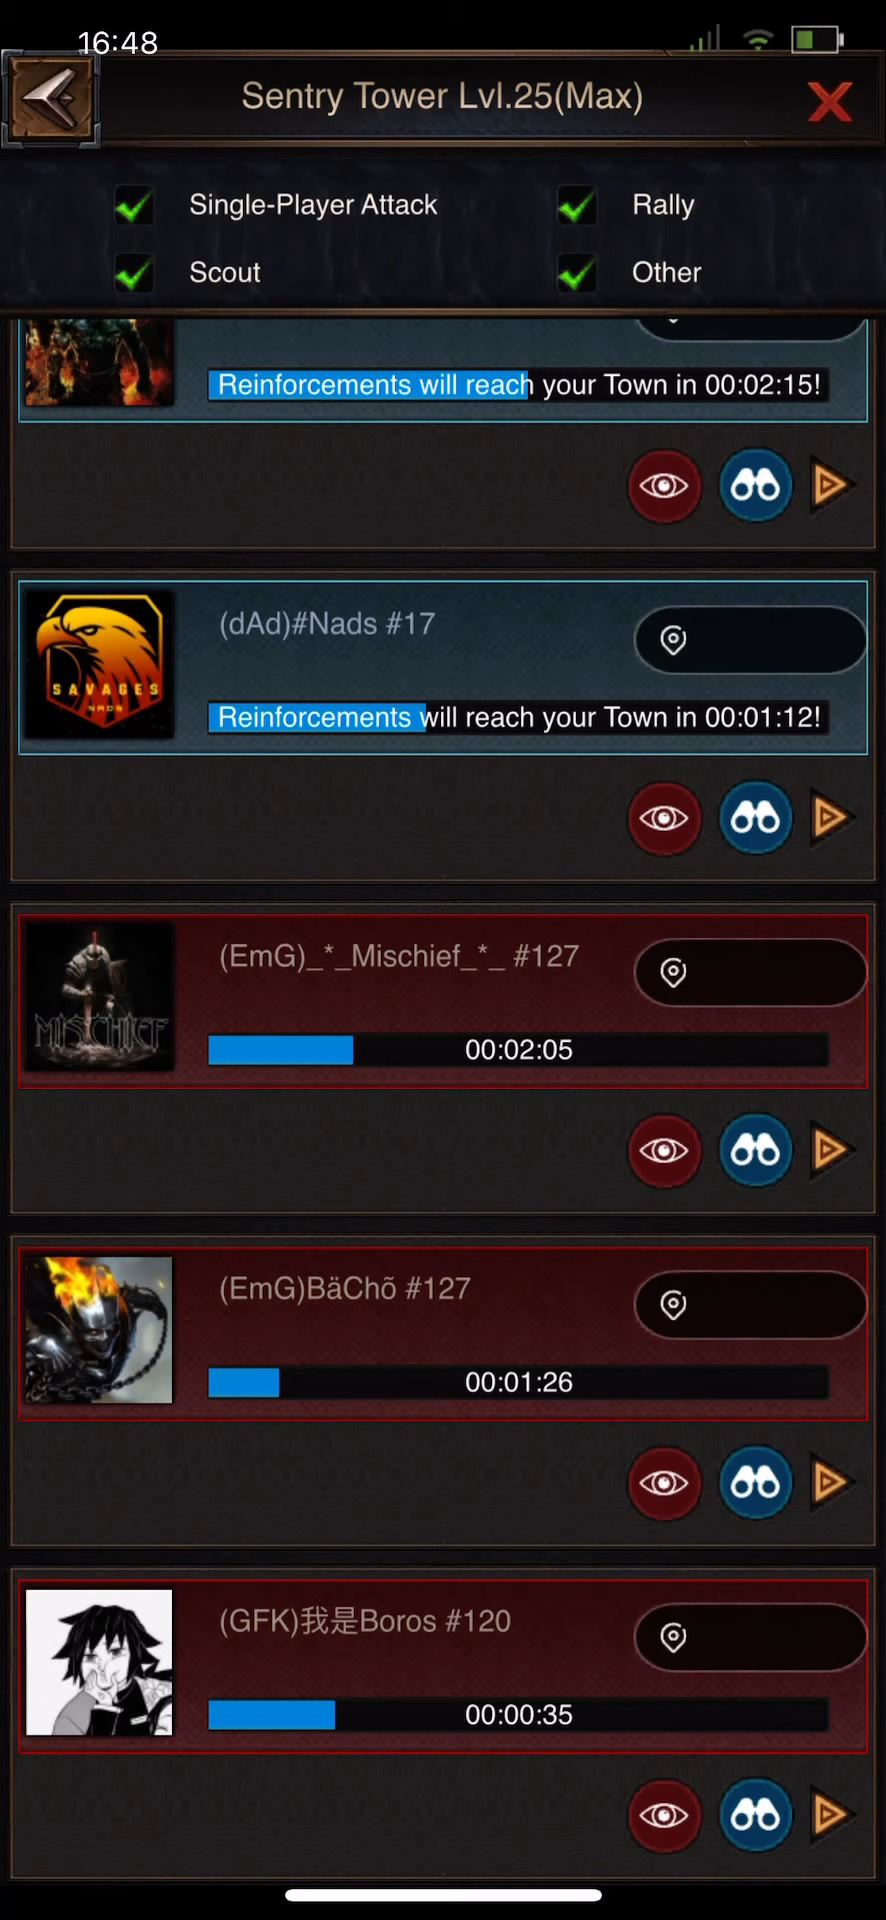 16:48
Sentry Tower Lvl.25(Max)
Single-Player Attack
Rally
Scout
Other
Reinforcements will reach your Town in 00:02:15!
(dAd)#Nads #17
SAVAGES
NADS
Reinforcements will reach your Town in 00:01:12!
(EmG)_*_Mischief_*_ #127
MISCHIEF
00:02:05
(EmG)BäChõ #127
00:01:26
(GFK)我是Boros #120
00:00:35